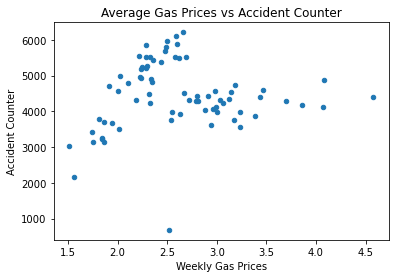 Average Gas Prices vs Accident Counter
6000
5000
4000
3000
2000
1000
Accident Counter
1.5 2.0 2.5 3.0 3.5 4.0 4.5
Weekly Gas Prices